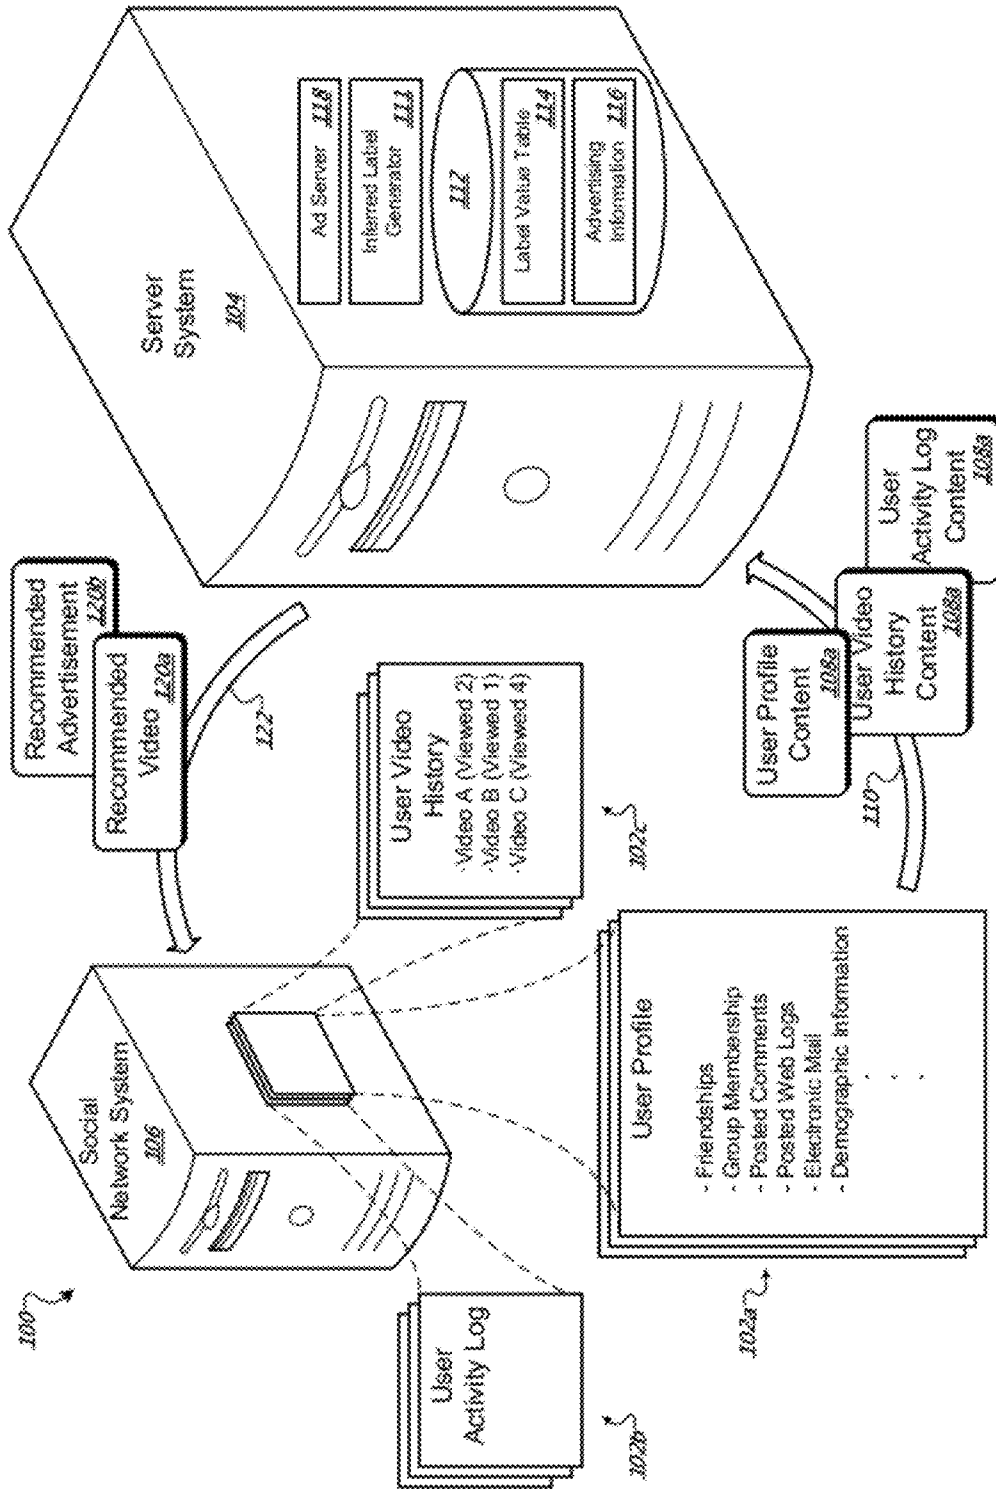 100
Social
Network System
106
Recommended
Advertisement
120b
Recommended
Video
120a
122
Server
System
104
Ad Server
118
Inferred Label
Generator
111
112
Label Value Table
114
Advertising
Information
116
User
Activity Log
102b
User Video
History
- Video A (Viewed 2)
- Video B (Viewed 1)
- Video C (Viewed 4)
102c
User Profile
- Friendships
- Group Membership
- Posted Comments
- Posted Web Logs
- Electronic Mail
- Demographic Information
.
.
.
102a
110
User Profile
Content
108a
User Video
History
Content
108a
User
Activity Log
Content
108a